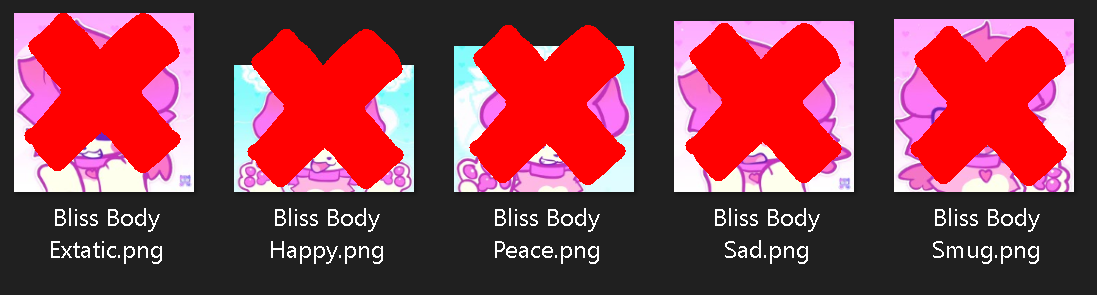 Bliss Body
Extatic.png
Bliss Body
Happy.png
Bliss Body
Peace.png
Bliss Body
Sad.png
Bliss Body
Smug.png